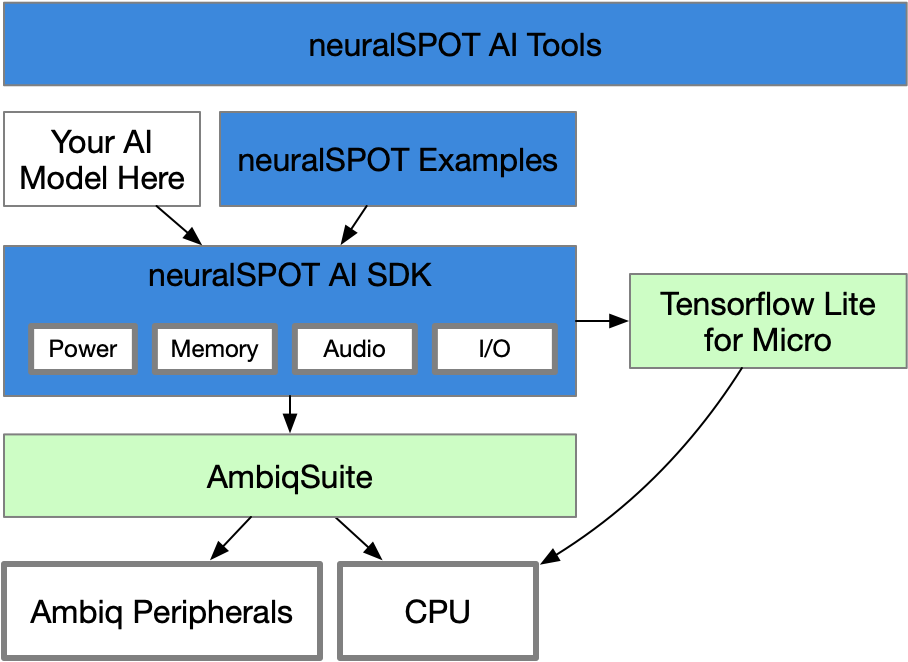 neuralSPOT AI Tools
Your AI
Model Here
neuralSPOT Examples
neuralSPOT AI SDK
Power
Memory
Audio
I/O
Tensorflow Lite
for Micro
AmbiqSuite
Ambiq Peripherals
CPU